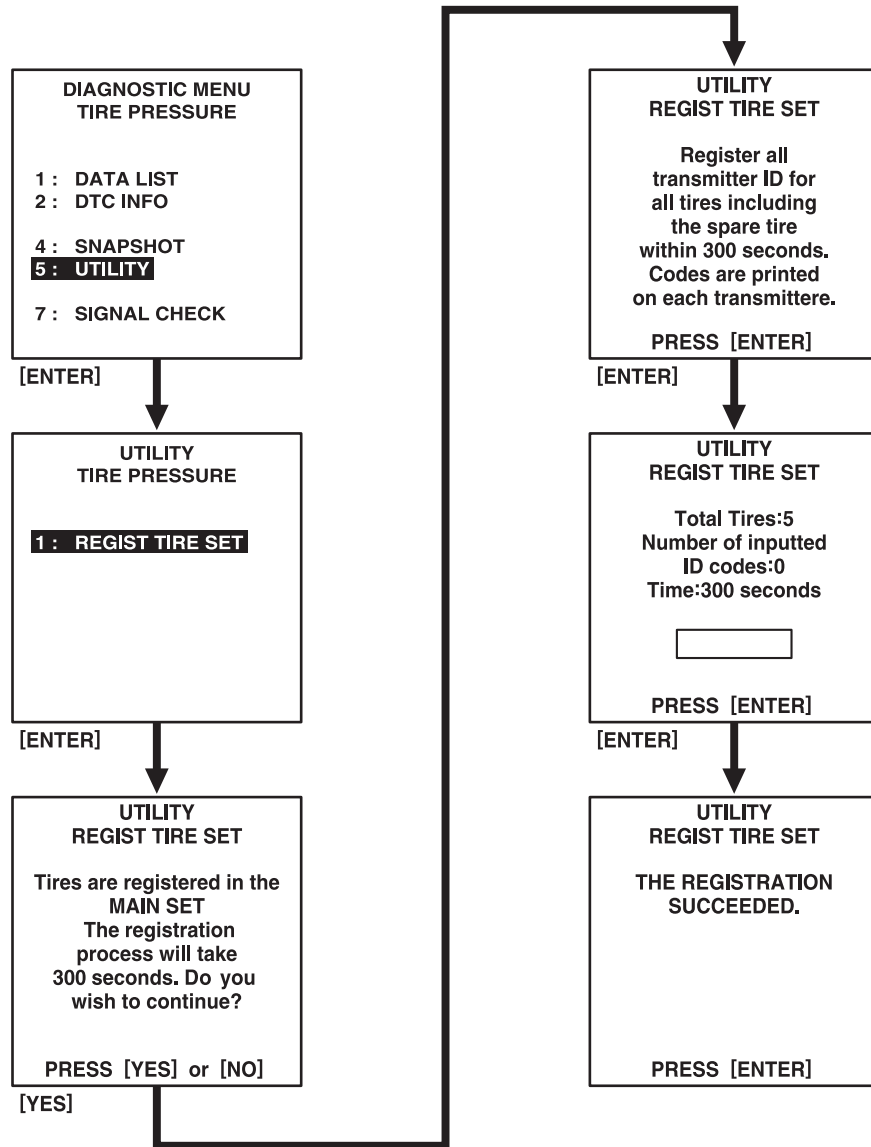 DIAGNOSTIC MENU
TIRE PRESSURE
1 : DATA LIST
2 : DTC INFO
4 : SNAPSHOT
5 : UTILITY
7 : SIGNAL CHECK
[ENTER]
UTILITY
TIRE PRESSURE
1 : REGIST TIRE SET
[ENTER]
UTILITY
REGIST TIRE SET
Tires are registered in the
MAIN SET
The registration
process will take
300 seconds. Do you
wish to continue?
PRESS [YES] or [NO]
[YES]
UTILITY
REGIST TIRE SET
Register all
transmitter ID for
all tires including
the spare tire
within 300 seconds.
Codes are printed
on each transmittere.
PRESS [ENTER]
[ENTER]
UTILITY
REGIST TIRE SET
Total Tires:5
Number of inputted
ID codes:0
Time:300 seconds
PRESS [ENTER]
[ENTER]
UTILITY
REGIST TIRE SET
THE REGISTRATION
SUCCEEDED.
PRESS [ENTER]